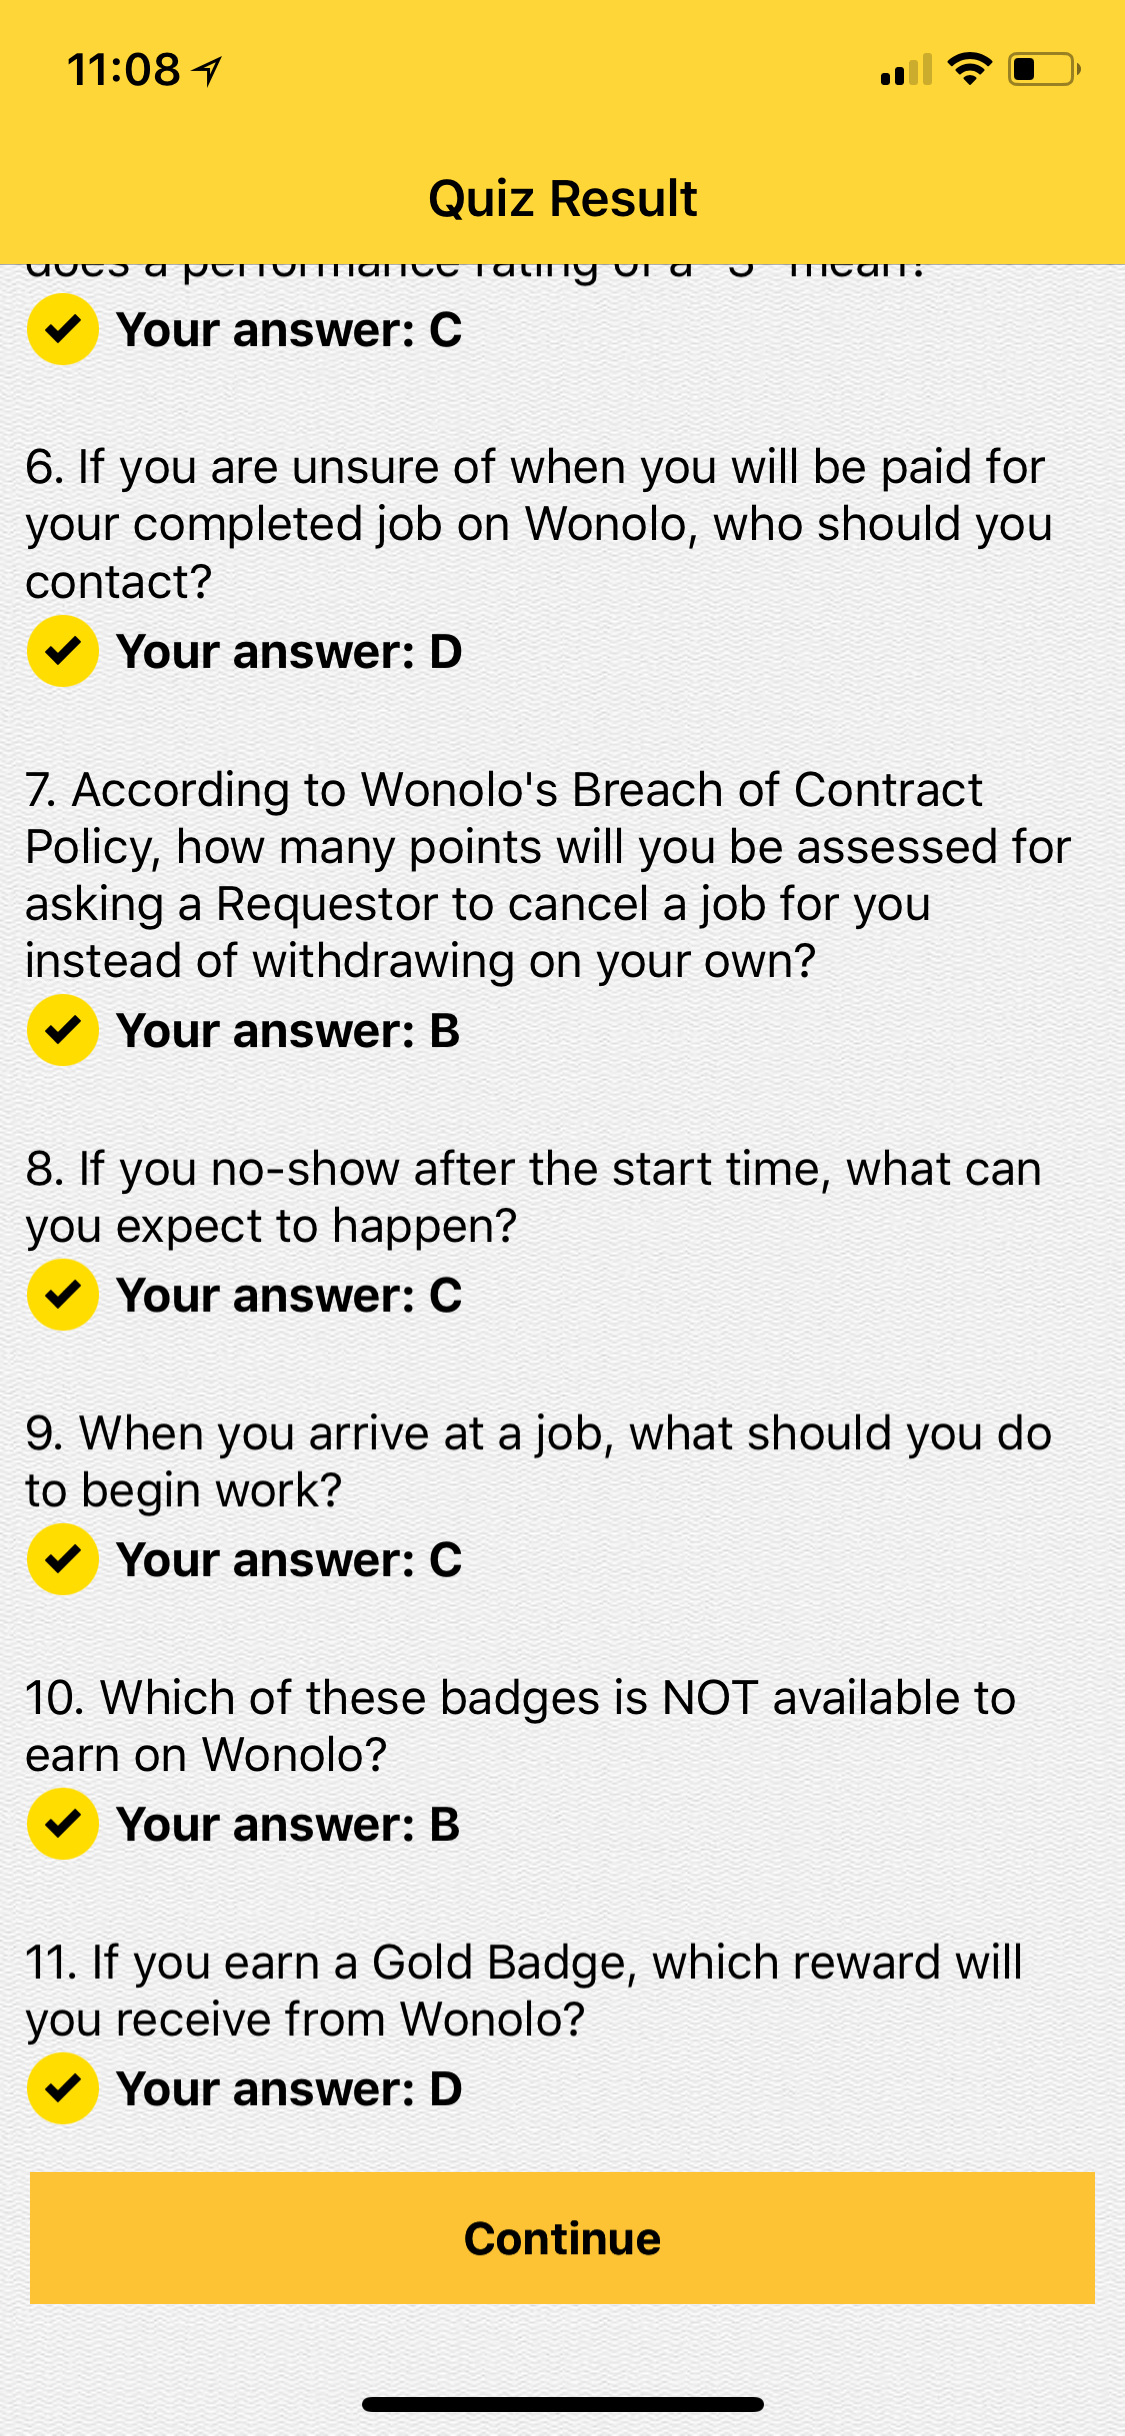 11:08
Quiz Result
does a performance rating of a "3" mean?
Your answer: C
6. If you are unsure of when you will be paid for
your completed job on Wonolo, who should you
contact?
Your answer: D
7. According to Wonolo's Breach of Contract
Policy, how many points will you be assessed for
asking a Requestor to cancel a job for you
instead of withdrawing on your own?
Your answer: B
8. If you no-show after the start time, what can
you expect to happen?
Your answer: C
9. When you arrive at a job, what should you do
to begin work?
Your answer: C
10. Which of these badges is NOT available to
earn on Wonolo?
Your answer: B
11. If you earn a Gold Badge, which reward will
you receive from Wonolo?
Your answer: D
Continue